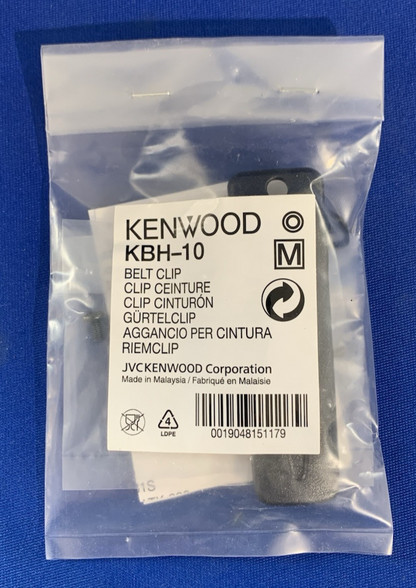 KENWOOD
KBH-10
M
BELT CLIP
CLIP CEINTURE
CLIP CINTURÓN
GÜRTELCLIP
AGGANCIO PER CINTURA
RIEMCLIP
JVCKENWOOD Corporation
Made in Malaysia / Fabriqué en Malaisie
4
LDPE
0019048151179